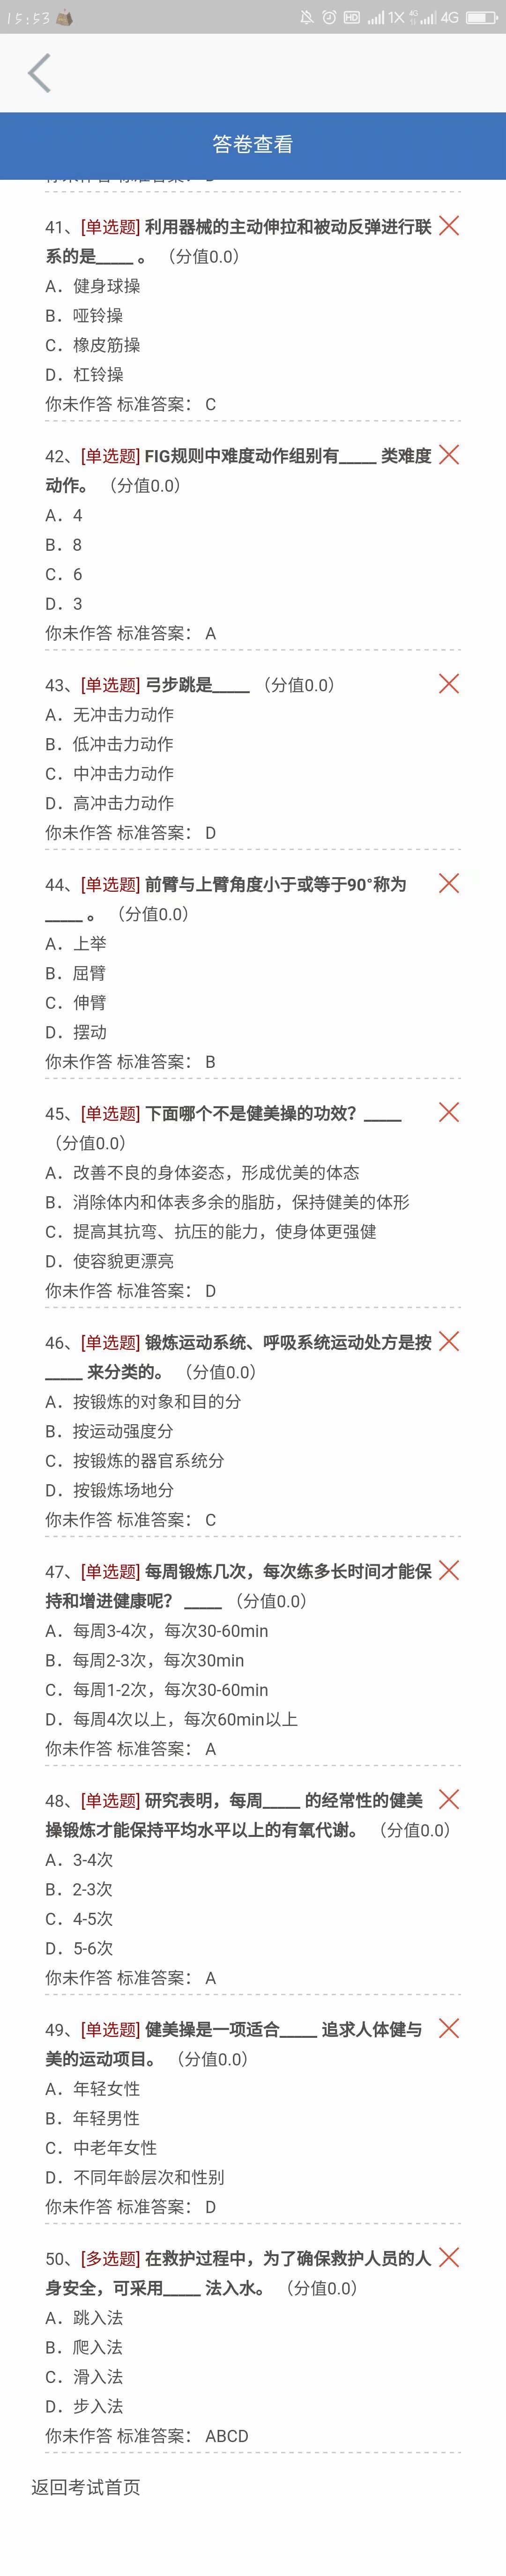 15:53
HD 1X 4G 4G
答卷查看
41、[单选题] 利用器械的主动伸拉和被动反弹进行联
系的是____ 。 （分值0.0）
A．健身球操
B．哑铃操
C．橡皮筋操
D．杠铃操
你未作答 标准答案： C
42、[单选题] FIG规则中难度动作组别有____ 类难度
动作。 （分值0.0）
A．4
B．8
C．6
D．3
你未作答 标准答案： A
43、[单选题] 弓步跳是____ （分值0.0）
A．无冲击力动作
B．低冲击力动作
C．中冲击力动作
D．高冲击力动作
你未作答 标准答案： D
44、[单选题] 前臂与上臂角度小于或等于90°称为
____ 。 （分值0.0）
A．上举
B．屈臂
C．伸臂
D．摆动
你未作答 标准答案： B
45、[单选题] 下面哪个不是健美操的功效？____
（分值0.0）
A．改善不良的身体姿态，形成优美的体态
B．消除体内和体表多余的脂肪，保持健美的体形
C．提高其抗弯、抗压的能力，使身体更强健
D．使容貌更漂亮
你未作答 标准答案： D
46、[单选题] 锻炼运动系统、呼吸系统运动处方是按
____ 来分类的。 （分值0.0）
A．按锻炼的对象和目的分
B．按运动强度分
C．按锻炼的器官系统分
D．按锻炼场地分
你未作答 标准答案： C
47、[单选题] 每周锻炼几次，每次练多长时间才能保
持和增进健康呢？ ____ （分值0.0）
A．每周3-4次，每次30-60min
B．每周2-3次，每次30min
C．每周1-2次，每次30-60min
D．每周4次以上，每次60min以上
你未作答 标准答案： A
48、[单选题] 研究表明，每周____ 的经常性的健美
操锻炼才能保持平均水平以上的有氧代谢。 （分值0.0）
A．3-4次
B．2-3次
C．4-5次
D．5-6次
你未作答 标准答案： A
49、[单选题] 健美操是一项适合____ 追求人体健与
美的运动项目。 （分值0.0）
A．年轻女性
B．年轻男性
C．中老年女性
D．不同年龄层次和性别
你未作答 标准答案： D
50、[多选题] 在救护过程中，为了确保救护人员的人
身安全，可采用____ 法入水。 （分值0.0）
A．跳入法
B．爬入法
C．滑入法
D．步入法
你未作答 标准答案： ABCD
返回考试首页